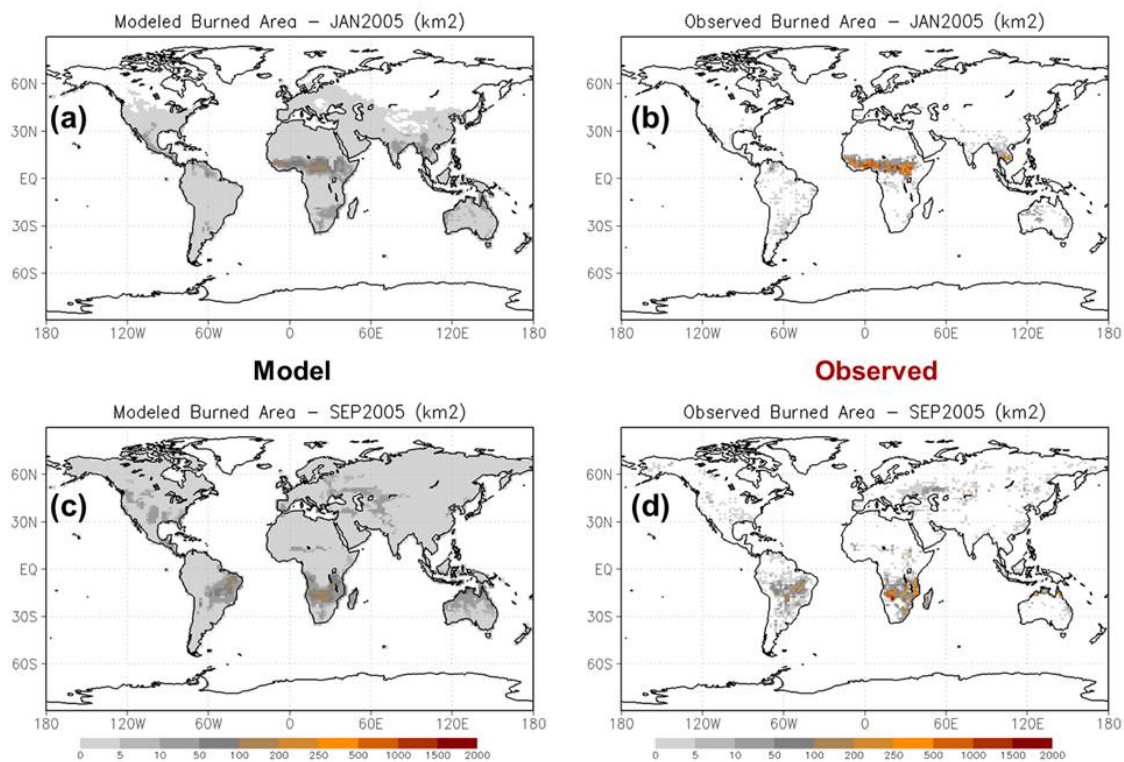 Modeled Burned Area - JAN2005 (km2)
Observed Burned Area - JAN2005 (km2)
(a)
(b)
60N
30N
EQ
30S
60S
60N
30N
EQ
30S
60S
180 120W 60W 0 60E 120E 180
180 120W 60W 0 60E 120E 180
Model
Observed
Modeled Burned Area - SEP2005 (km2)
Observed Burned Area - SEP2005 (km2)
(c)
(d)
60N
30N
EQ
30S
60S
60N
30N
EQ
30S
60S
180 120W 60W 0 60E 120E 180
180 120W 60W 0 60E 120E 180
0 5 10 50 100 200 250 500 1000 1500 2000
0 5 10 50 100 200 250 500 1000 1500 2000